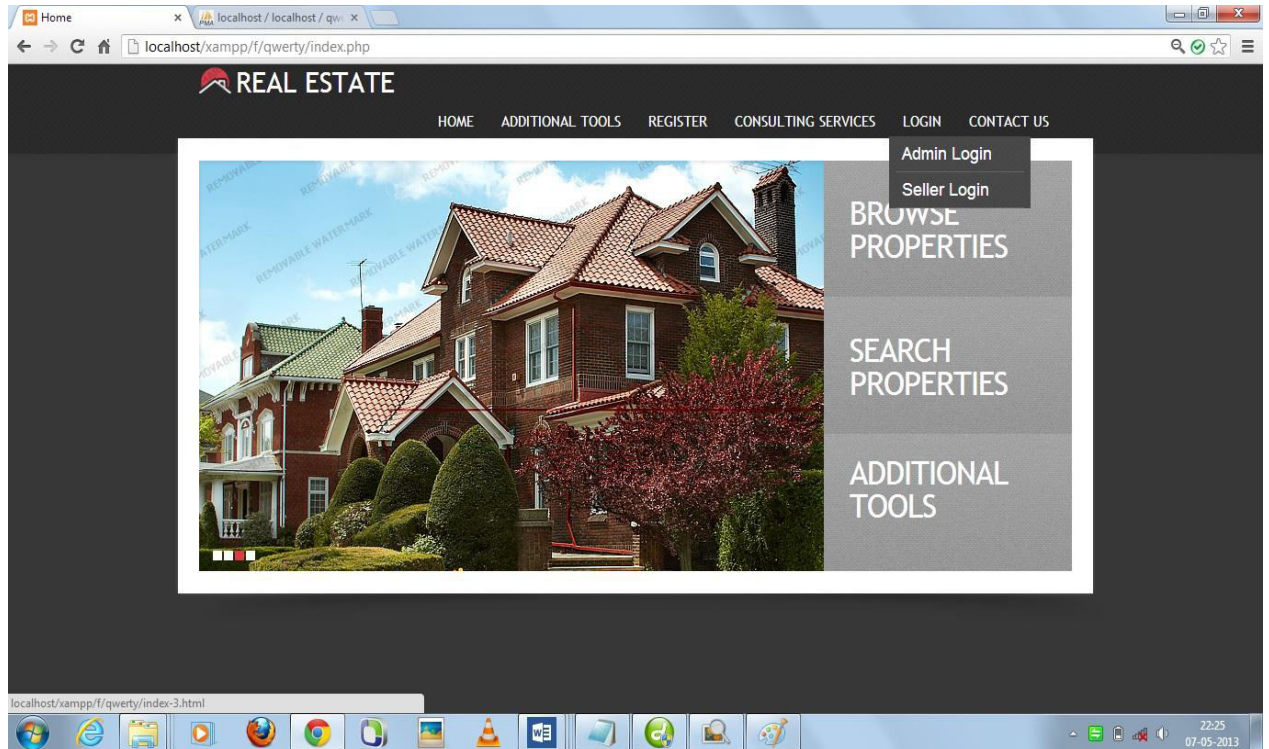 Home
localhost / localhost / qw
localhost/xampp/f/qwerty/index.php
REAL ESTATE
HOME ADDITIONAL TOOLS REGISTER CONSULTING SERVICES LOGIN CONTACT US
Admin Login
Seller Login
REMOVABLE WATERMARK
BROWSE
PROPERTIES
SEARCH
PROPERTIES
ADDITIONAL
TOOLS
localhost/xampp/f/qwerty/index-3.html
22:25
07-05-2013